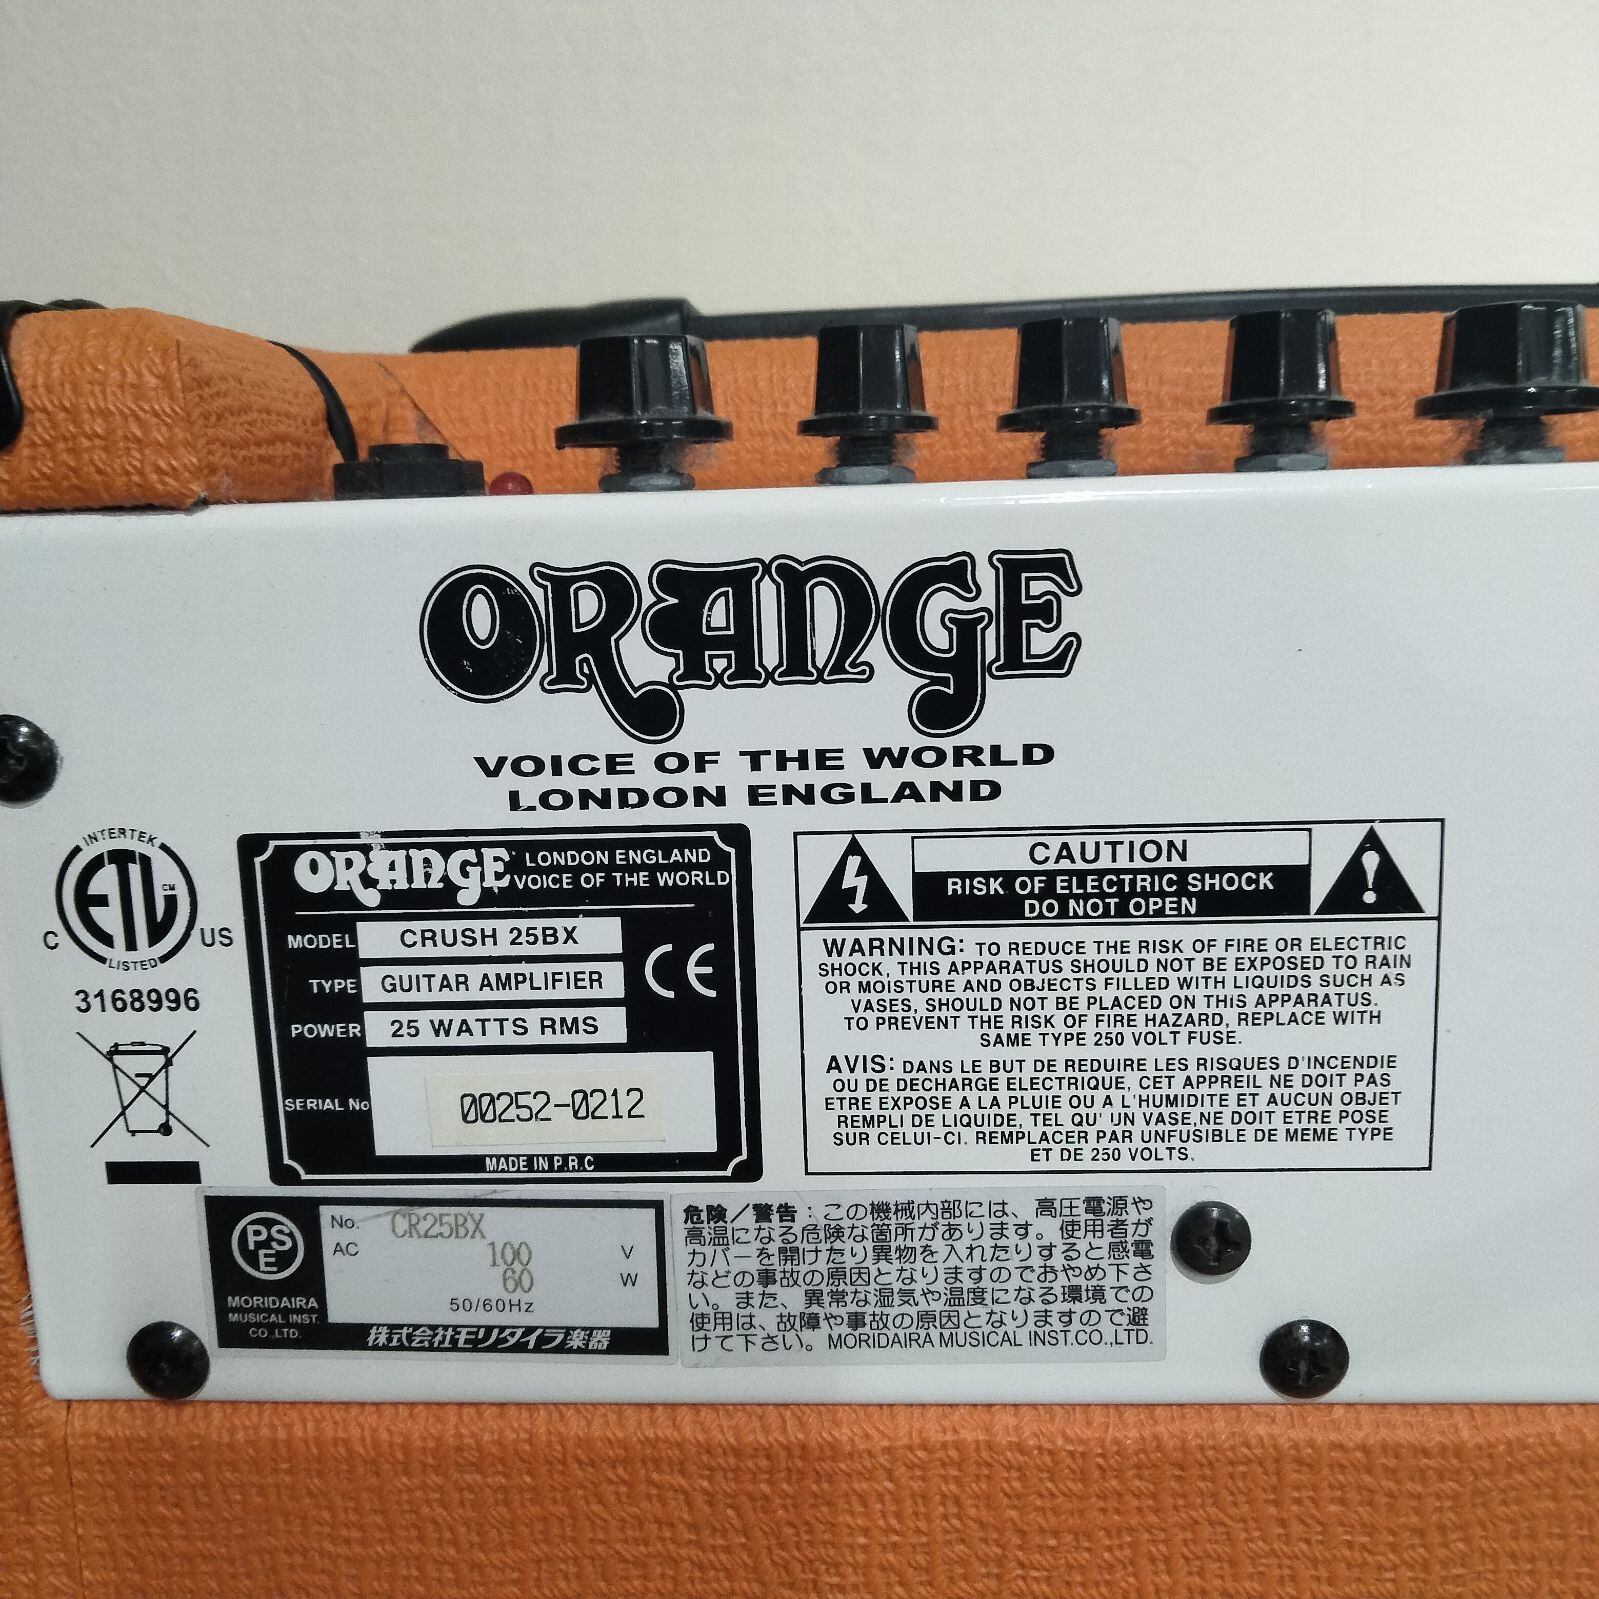 ORANGE
VOICE OF THE WORLD
LONDON ENGLAND
INTERTEK
ETL CM
C US
LISTED
3168996
ORANGE LONDON ENGLAND
VOICE OF THE WORLD
MODEL CRUSH 25BX
TYPE GUITAR AMPLIFIER
POWER 25 WATTS RMS
CE
SERIAL No 00252-0212
MADE IN P.R.C
CAUTION
RISK OF ELECTRIC SHOCK
DO NOT OPEN
WARNING: TO REDUCE THE RISK OF FIRE OR ELECTRIC
SHOCK, THIS APPARATUS SHOULD NOT BE EXPOSED TO RAIN
OR MOISTURE AND OBJECTS FILLED WITH LIQUIDS SUCH AS
VASES, SHOULD NOT BE PLACED ON THIS APPARATUS.
TO PREVENT THE RISK OF FIRE HAZARD, REPLACE WITH
SAME TYPE 250 VOLT FUSE.
AVIS: DANS LE BUT DE REDUIRE LES RISQUES D'INCENDIE
OU DE DECHARGE ELECTRIQUE, CET APPREIL NE DOIT PAS
ETRE EXPOSE A LA PLUIE OU A L'HUMIDITE ET AUCUN OBJET
REMPLI DE LIQUIDE, TEL QU' UN VASE,NE DOIT ETRE POSE
SUR CELUI-CI. REMPLACER PAR UNFUSIBLE DE MEME TYPE
ET DE 250 VOLTS.
PS
E
MORIDAIRA
MUSICAL INST.
CO.,LTD.
No. CR25BX
AC 100 V
60 W
50/60Hz
株式会社モリダイラ楽器
危険／警告：この機械内部には、高圧電源や
高温になる危険な箇所があります。使用者が
カバーを開けたり異物を入れたりすると感電
などの事故の原因となりますのでおやめ下さ
い。また、異常な湿気や温度になる環境での
使用は、故障や事故の原因となりますので避
けて下さい。MORIDAIRA MUSICAL INST.CO.,LTD.